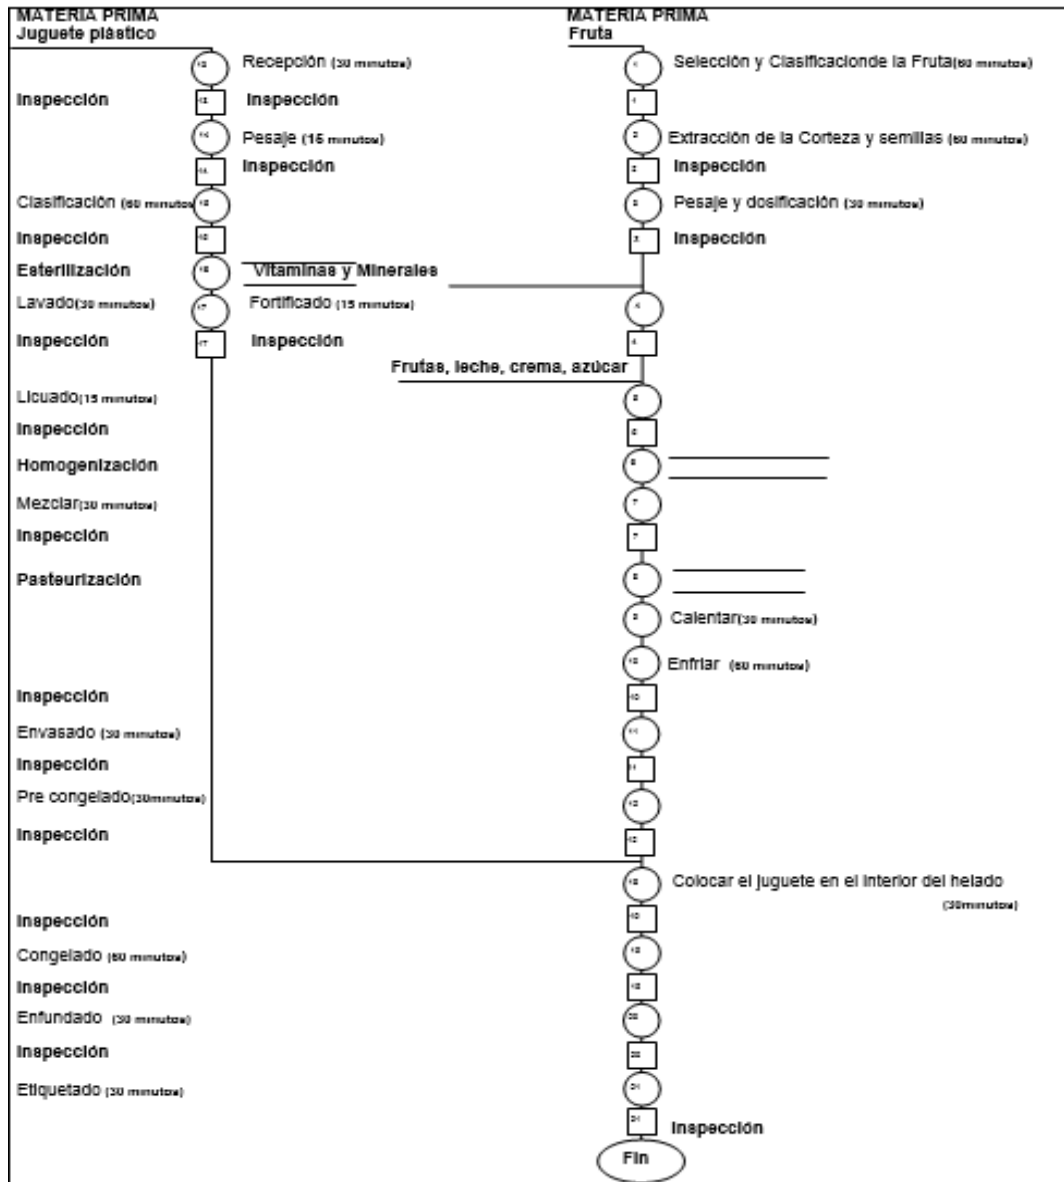 MATERIA PRIMA
Juguete plástico
MATERIA PRIMA
Fruta
Recepción (30 minutos)
Selección y Clasificacionde la Fruta(60 minutos)
Inspección
Inspección
Pesaje (15 minutos)
Extracción de la Corteza y semillas (60 minutos)
Inspección
Inspección
Clasificación (60 minutos
Pesaje y dosificación (30 minutos)
Inspección
Inspección
Esterilización
Vitaminas y Minerales
Lavado(30 minutos)
Fortificado (15 minutos)
Inspección
Inspección
Frutas, leche, crema, azúcar
Licuado(15 minutos)
Inspección
Homogenización
Mezclar(30 minutos)
Inspección
Pasteurización
Calentar(30 minutos)
Enfriar (60 minutos)
Inspección
Envasado (30 minutos)
Inspección
Pre congelado(30minutos)
Inspección
Colocar el juguete en el interior del helado
(30minutos)
Inspección
Congelado (60 minutos)
Inspección
Enfundado (30 minutos)
Inspección
Etiquetado (30 minutos)
Inspección
Fin